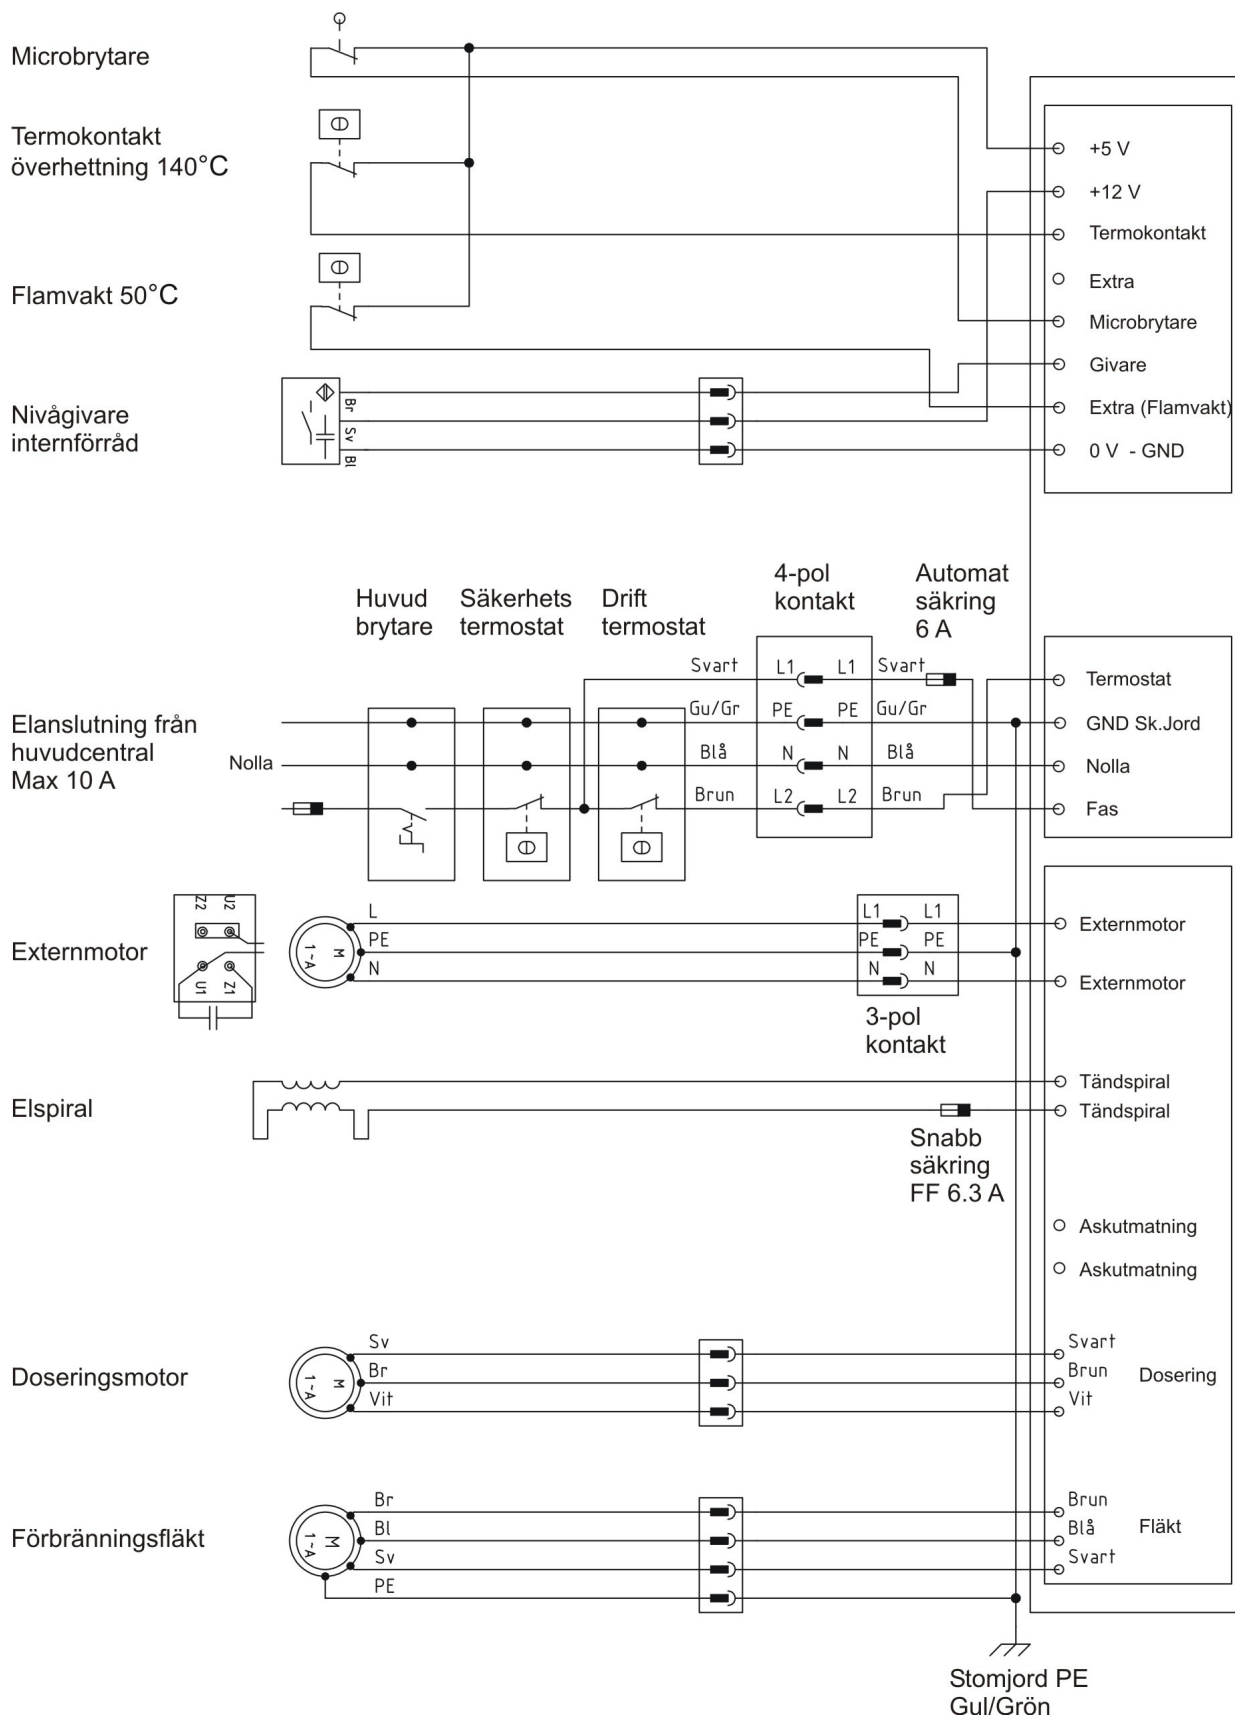 Microbrytare
Termokontakt
överhettning 140°C
Flamvakt 50°C
Nivågivare
internförråd
Br
Sv
Bl
+5 V
+12 V
Termokontakt
Extra
Microbrytare
Givare
Extra (Flamvakt)
0 V - GND
Huvud
brytare
Säkerhets
termostat
Drift
termostat
4-pol
kontakt
Automat
säkring
6 A
Elanslutning från
huvudcentral
Max 10 A
Nolla
Svart L1 L1 Svart
Gu/Gr PE PE Gu/Gr
Blå N N Blå
Brun L2 L2 Brun
Termostat
GND Sk.Jord
Nolla
Fas
Externmotor
Z2 U2
U1 Z1
M
1~A
L
PE
N
L1 L1
PE PE
N N
3-pol
kontakt
Externmotor
Externmotor
Elspiral
Tändspiral
Tändspiral
Snabb
säkring
FF 6.3 A
Askutmatning
Askutmatning
Doseringsmotor
M
1~A
Sv
Br
Vit
Svart
Brun
Vit
Dosering
Förbränningsfläkt
M
1~A
Br
Bl
Sv
PE
Brun
Blå
Svart
Fläkt
Stomjord PE
Gul/Grön